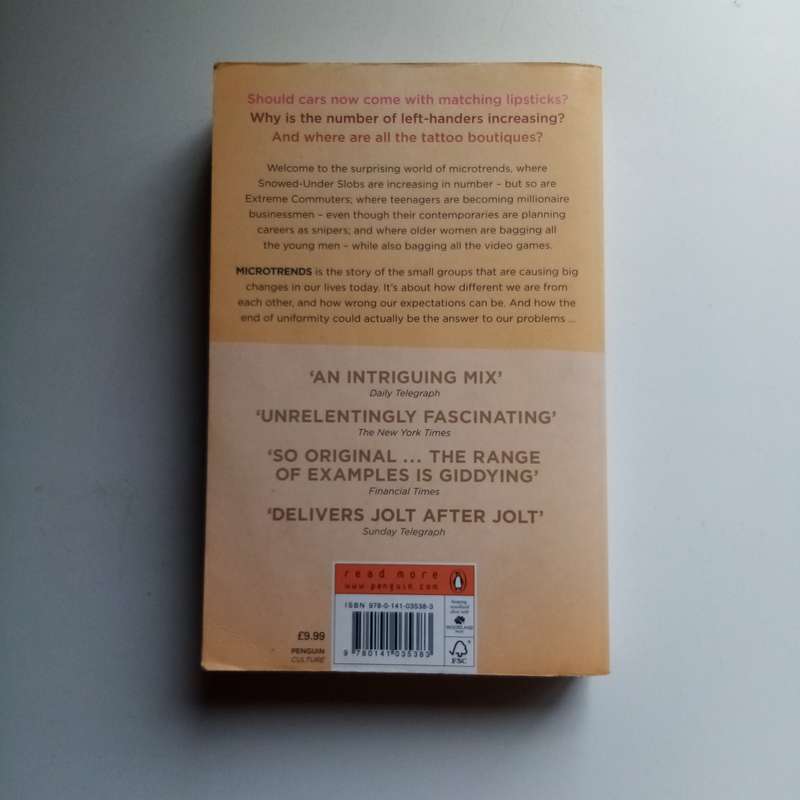 Should cars now come with matching lipsticks?
Why is the number of left-handers increasing?
And where are all the tattoo boutiques?
Welcome to the surprising world of microtrends, where
Snowed-Under Slobs are increasing in number – but so are
Extreme Commuters; where teenagers are becoming millionaire
businessmen – even though their contemporaries are planning
careers as snipers; and where older women are bagging all
the young men – while also bagging all the video games.
MICROTRENDS is the story of the small groups that are causing big
changes in our lives today. It's about how different we are from
each other, and how wrong our expectations can be. And how the
end of uniformity could actually be the answer to our problems ...
'AN INTRIGUING MIX'
Daily Telegraph
'UNRELENTINGLY FASCINATING'
The New York Times
'SO ORIGINAL ... THE RANGE
OF EXAMPLES IS GIDDYING'
Financial Times
'DELIVERS JOLT AFTER JOLT'
Sunday Telegraph
read more
www.penguin.com
ISBN 978-0-141-03538-3
9 780141 035383
£9.99
PENGUIN
CULTURE
WOODLAND
FSC